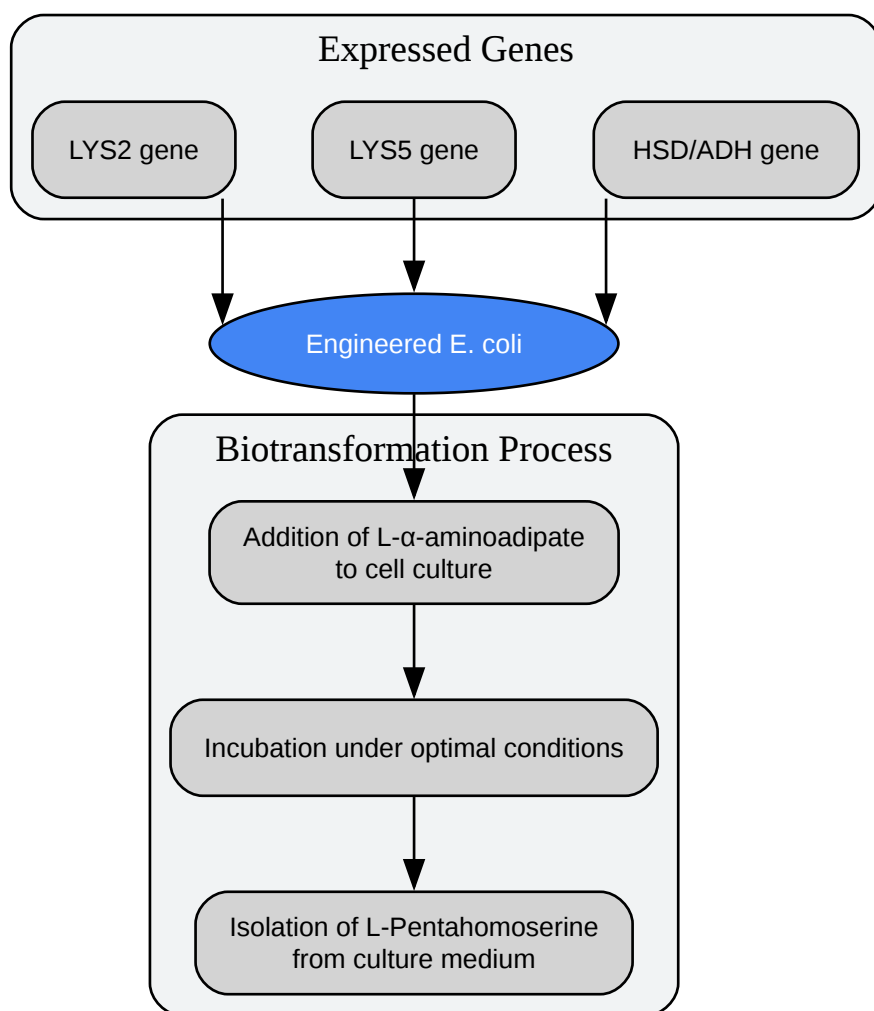 Expressed Genes
LYS2 gene
LYS5 gene
HSD/ADH gene
Engineered E. coli
Biotransformation Process
Addition of L-α-aminoadipate
to cell culture
Incubation under optimal conditions
Isolation of L-Pentahomoserine
from culture medium